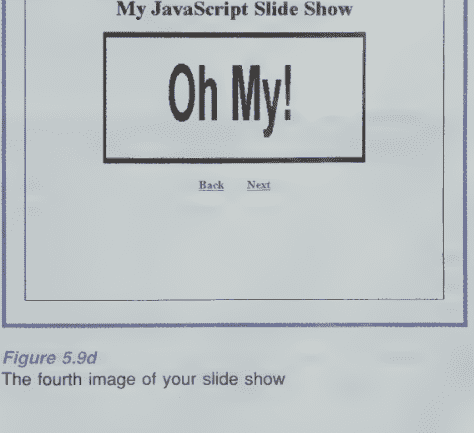 My JavaScript Slide Show
Oh My!
Back Next
Figure 5.9d
The fourth image of your slide show